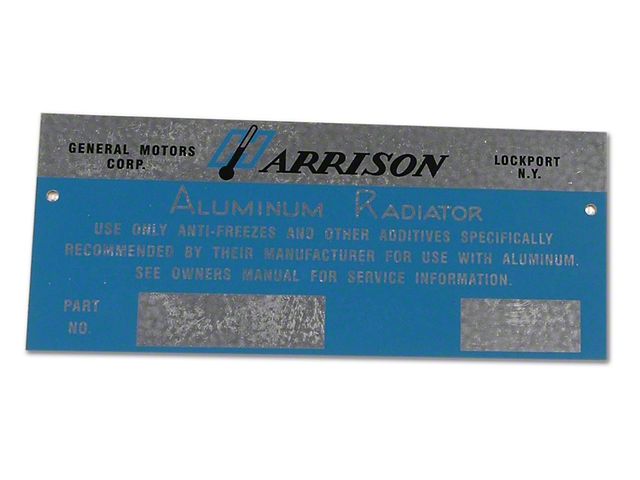 GENERAL MOTORS CORP.
HARRISON
LOCKPORT N.Y.
ALUMINUM RADIATOR
USE ONLY ANTI-FREEZES AND OTHER ADDITIVES SPECIFICALLY
RECOMMENDED BY THEIR MANUFACTURER FOR USE WITH ALUMINUM.
SEE OWNERS MANUAL FOR SERVICE INFORMATION.
PART
NO.